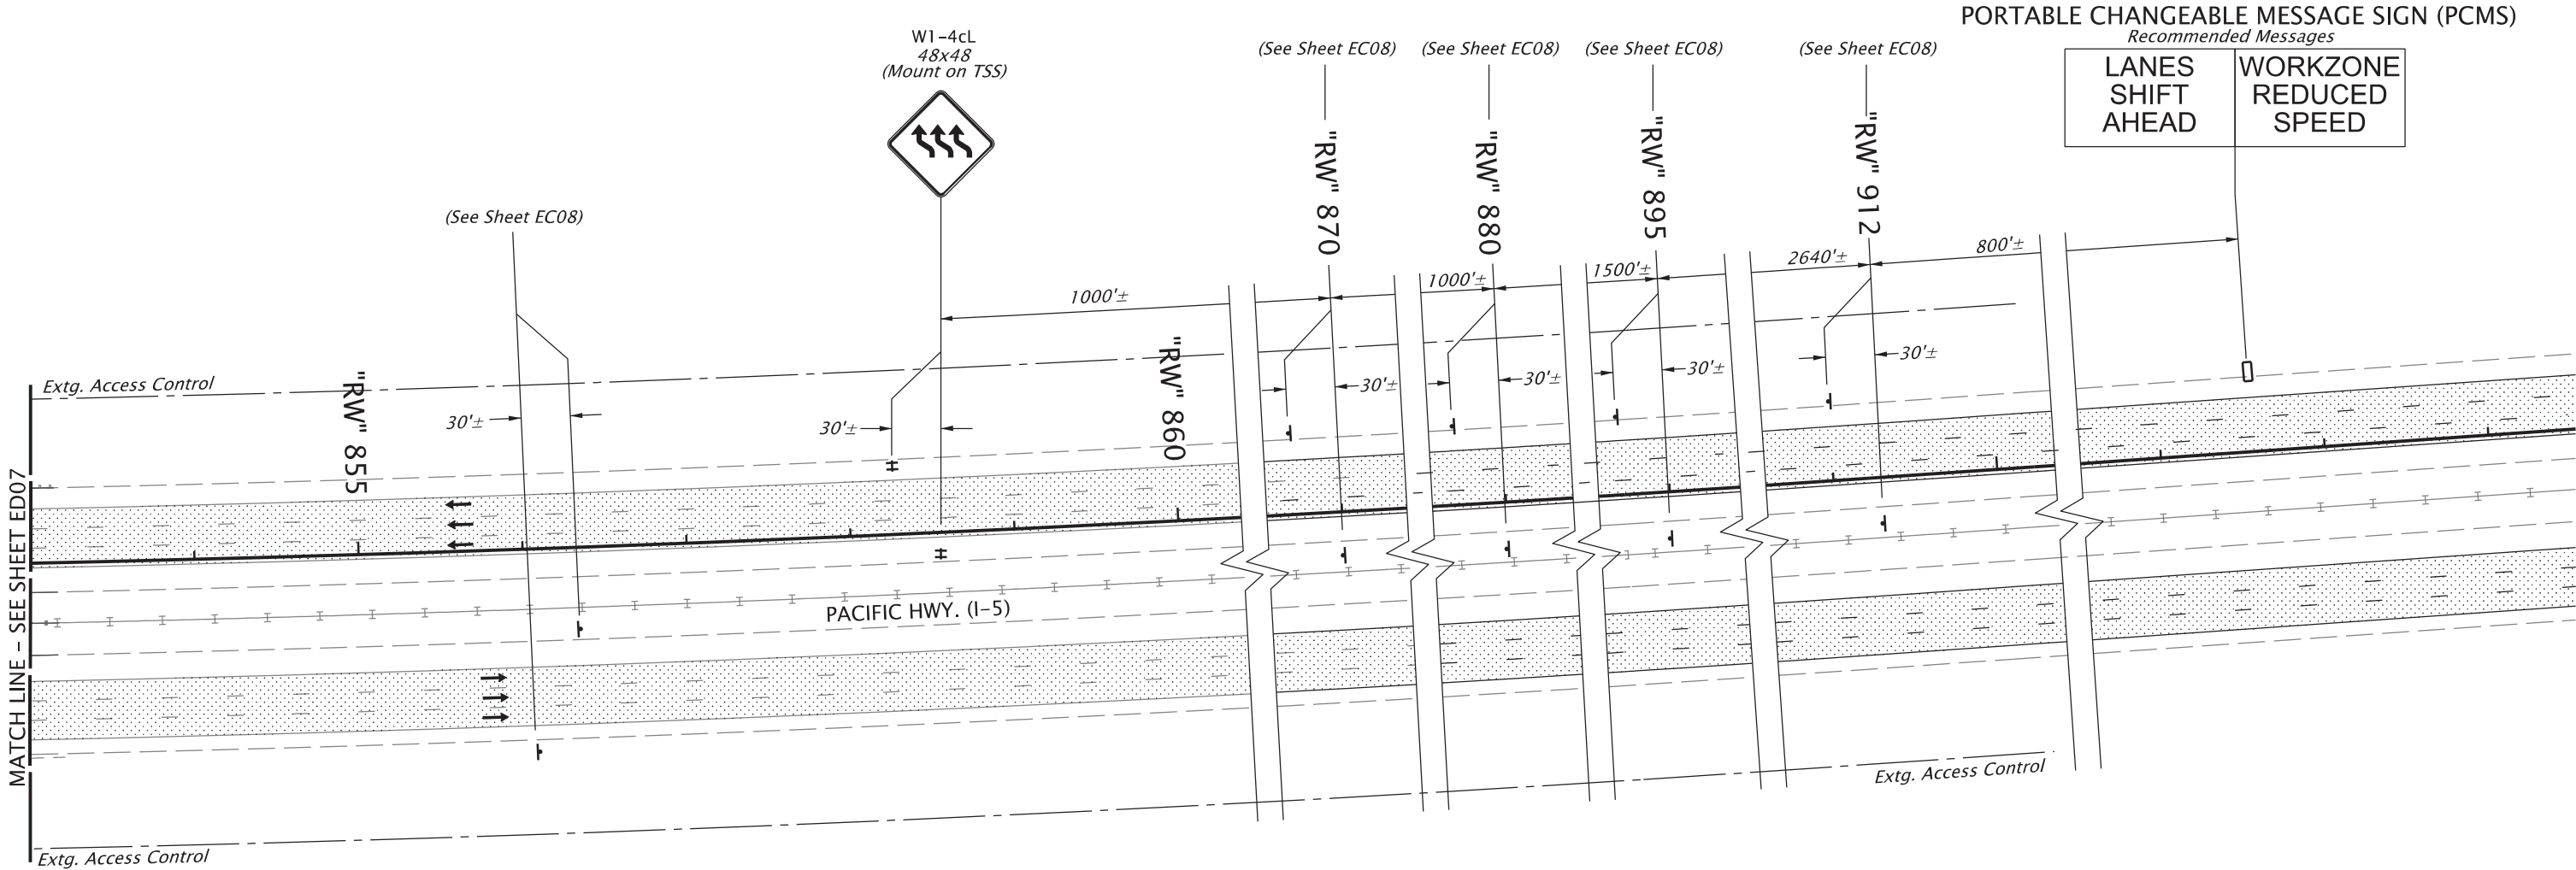 PORTABLE CHANGEABLE MESSAGE SIGN (PCMS)
Recommended Messages
LANES
SHIFT
AHEAD
WORKZONE
REDUCED
SPEED
W1-4cL
48x48
(Mount on TSS)
(See Sheet EC08)
(See Sheet EC08)
(See Sheet EC08)
(See Sheet EC08)
(See Sheet EC08)
"RW" 855
"RW" 860
"RW" 870
"RW" 880
"RW" 895
"RW" 912
1000'±
1000'±
1500'±
2640'±
800'±
30'±
30'±
30'±
30'±
30'±
30'±
Extg. Access Control
MATCH LINE - SEE SHEET ED07
PACIFIC HWY. (I-5)
Extg. Access Control
Extg. Access Control